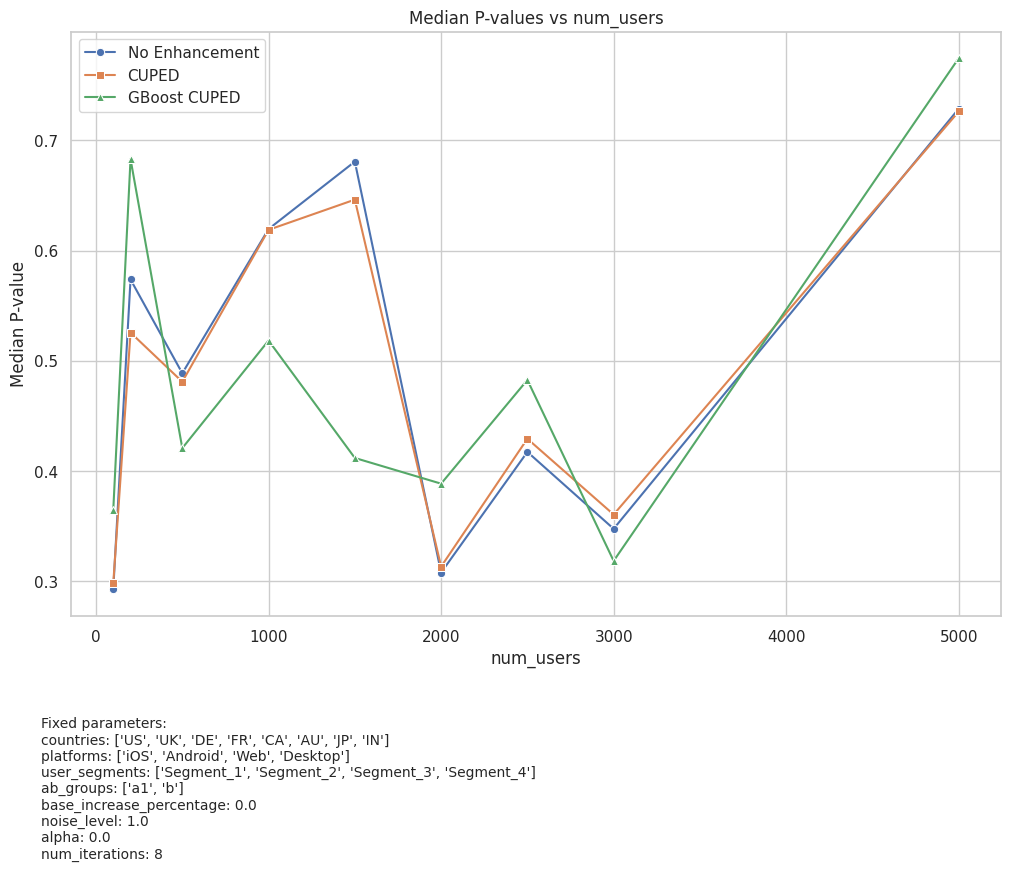 Median P-values vs num_users
No Enhancement
CUPED
GBoost CUPED
Median P-value
0.7
0.6
0.5
0.4
0.3
0
1000
2000
3000
4000
5000
num_users
Fixed parameters:
countries: ['US', 'UK', 'DE', 'FR', 'CA', 'AU', 'JP', 'IN']
platforms: ['iOS', 'Android', 'Web', 'Desktop']
user_segments: ['Segment_1', 'Segment_2', 'Segment_3', 'Segment_4']
ab_groups: ['a1', 'b']
base_increase_percentage: 0.0
noise_level: 1.0
alpha: 0.0
num_iterations: 8